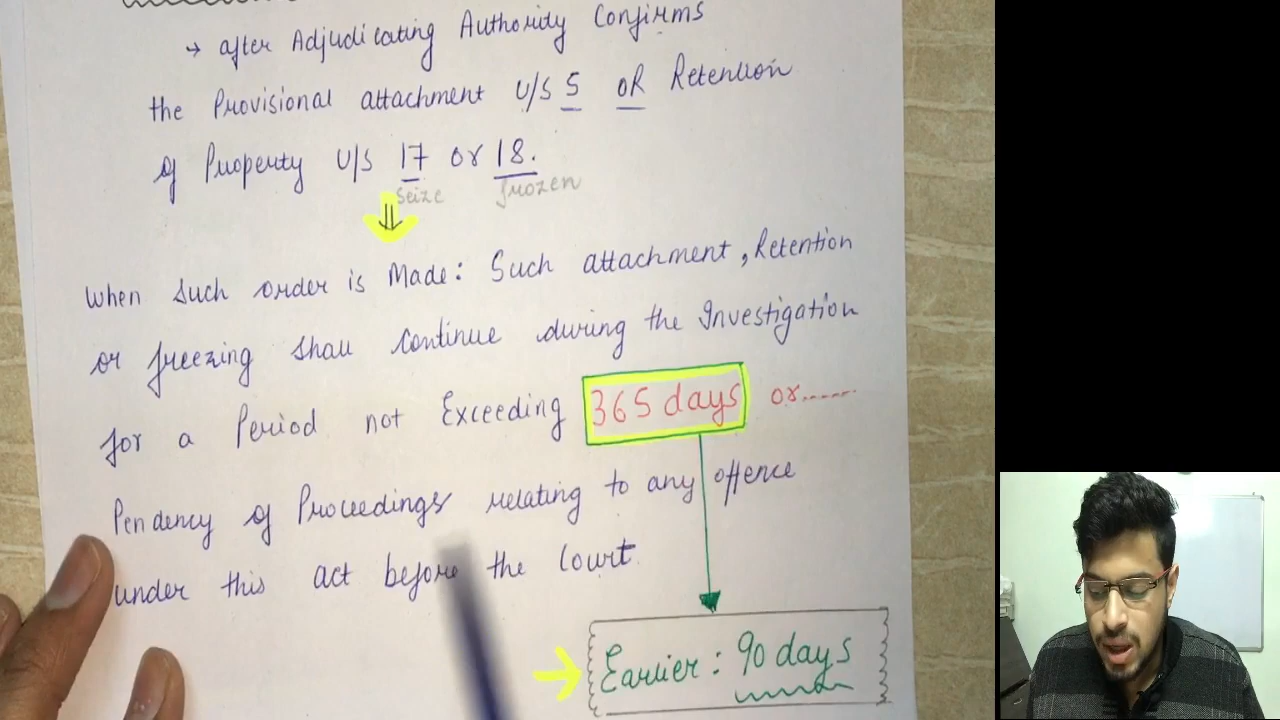 → after Adjudicating Authority Confirms
the Provisional attachment U/S 5 OR Retention
of Property U/S 17 or 18.
Seize frozen
⇓
When Such order is Made: Such attachment, Retention
or freezing Shall Continue during the Investigation
for a Period not Exceeding 365 days or......
Pendency of Proceedings relating to any offence
under this act before the Court
→ Earlier: 90 days